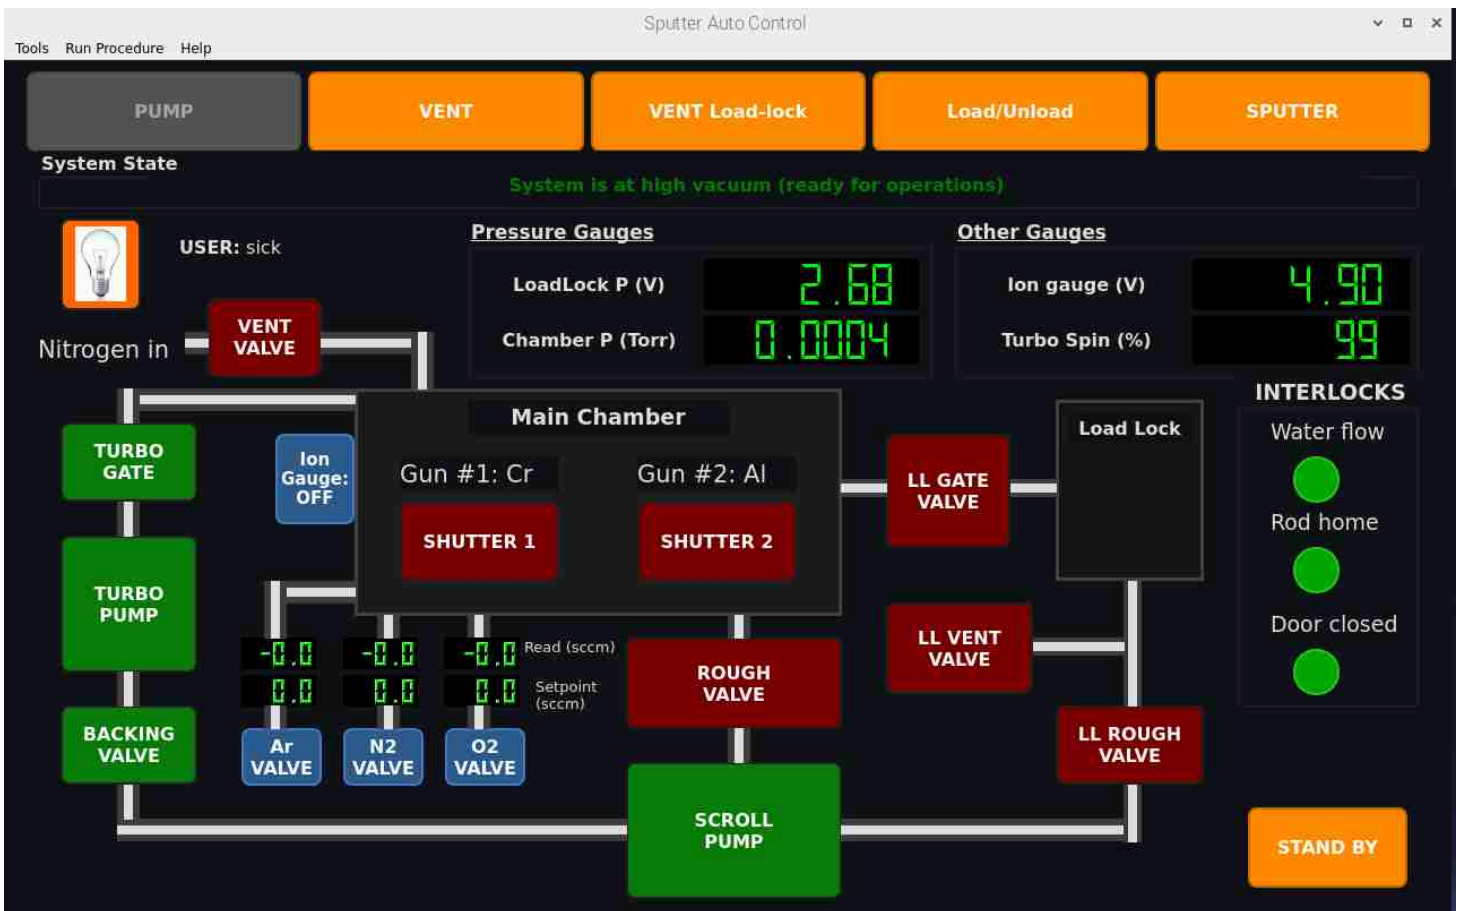 Sputter Auto Control
Tools Run Procedure Help
PUMP
VENT
VENT Load-lock
Load/Unload
SPUTTER
System State
System is at high vacuum (ready for operations)
USER: sick
Pressure Gauges
LoadLock P (V) 2.68
Chamber P (Torr) 0.0004
Other Gauges
Ion gauge (V) 4.90
Turbo Spin (%) 99
Nitrogen in
VENT
VALVE
TURBO
GATE
Ion
Gauge:
OFF
Main Chamber
Gun #1: Cr
Gun #2: Al
SHUTTER 1
SHUTTER 2
LL GATE
VALVE
Load Lock
INTERLOCKS
Water flow
Rod home
Door closed
TURBO
PUMP
-0.0 -0.0 -0.0 Read (sccm)
0.0 0.0 0.0 Setpoint
(sccm)
ROUGH
VALVE
LL VENT
VALVE
BACKING
VALVE
Ar
VALVE
N2
VALVE
O2
VALVE
LL ROUGH
VALVE
SCROLL
PUMP
STAND BY